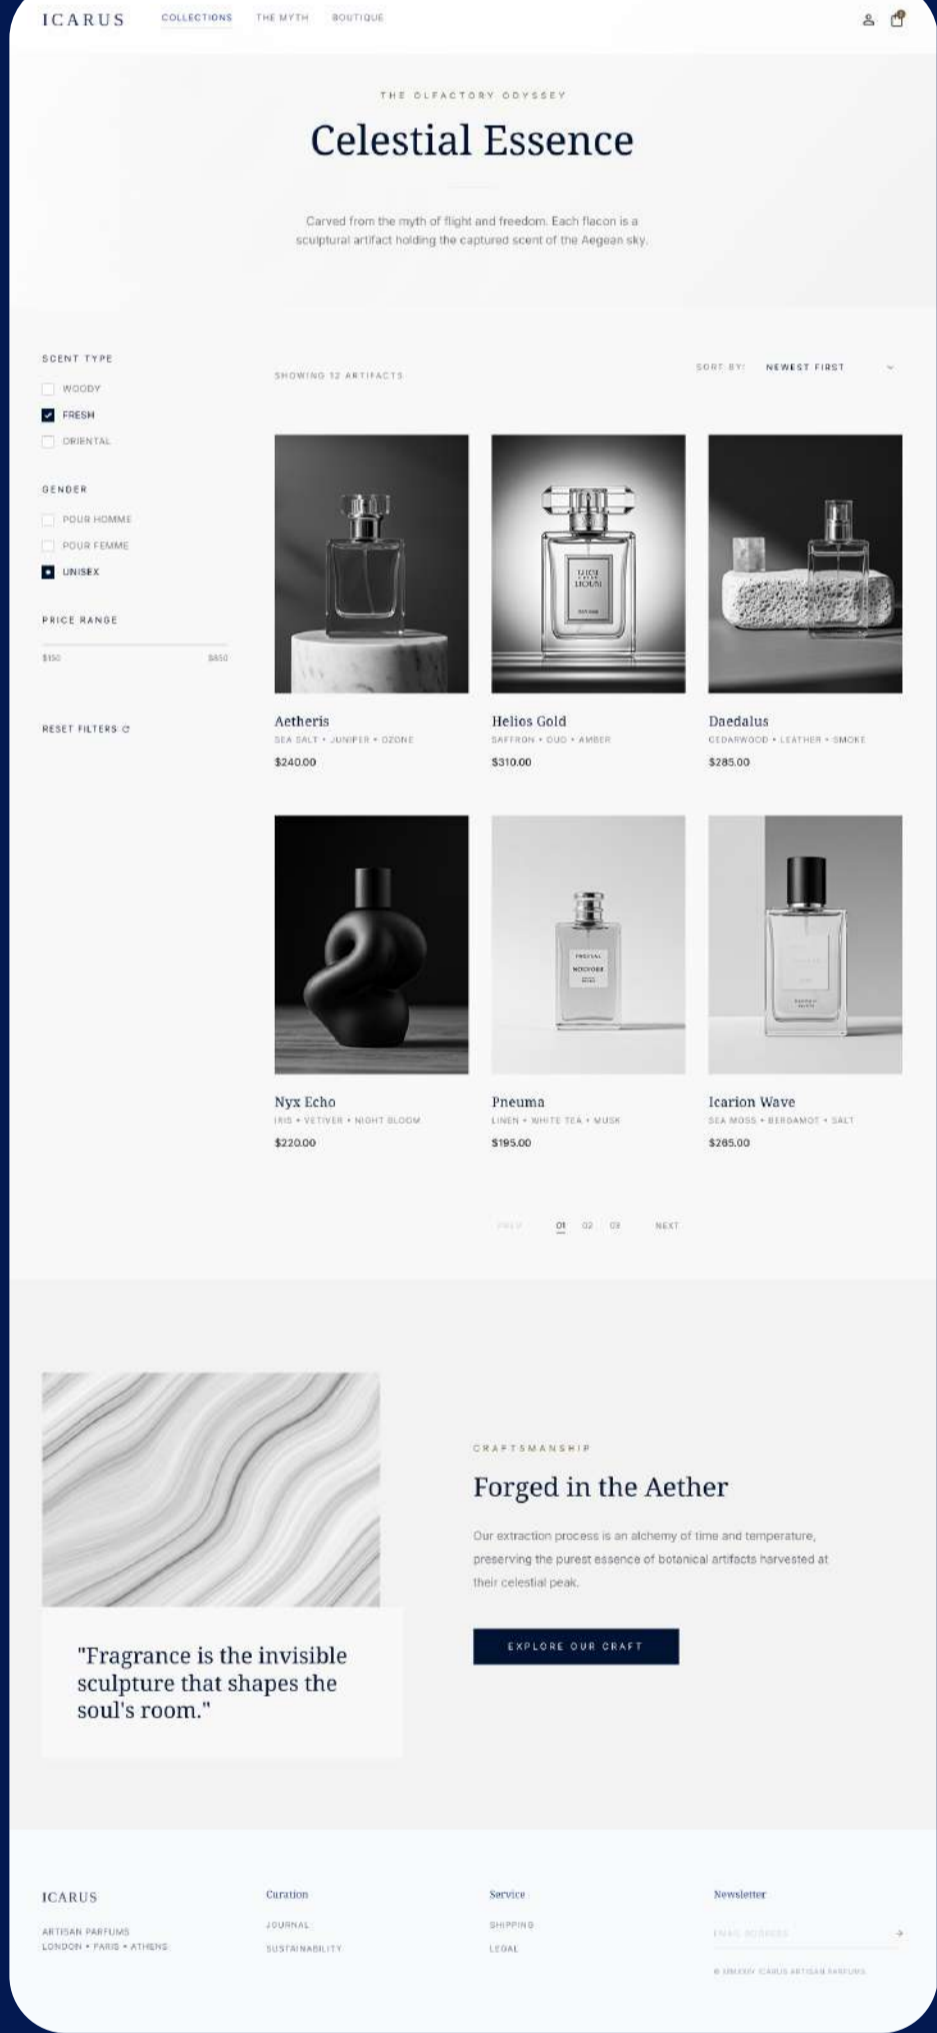 ICARUS
COLLECTIONS
THE MYTH
BOUTIQUE
THE OLFACTORY ODYSSEY
Celestial Essence
Carved from the myth of flight and freedom. Each flacon is a
sculptural artifact holding the captured scent of the Aegean sky.
SCENT TYPE
WOODY
FRESH
ORIENTAL
GENDER
POUR HOMME
POUR FEMME
UNISEX
PRICE RANGE
$150
$850
RESET FILTERS
SHOWING 12 ARTIFACTS
SORT BY:
NEWEST FIRST
Aetheris
SEA SALT • JUNIPER • OZONE
$240.00
Helios Gold
SAFFRON • OUD • AMBER
$310.00
Daedalus
CEDARWOOD • LEATHER • SMOKE
$285.00
Nyx Echo
IRIS • VETIVER • NIGHT BLOOM
$220.00
Pneuma
LINEN • WHITE TEA • MUSK
$195.00
Icarion Wave
SEA MOSS • BERGAMOT • SALT
$265.00
PREV
01
02
03
NEXT
"Fragrance is the invisible
sculpture that shapes the
soul's room."
CRAFTSMANSHIP
Forged in the Aether
Our extraction process is an alchemy of time and temperature,
preserving the purest essence of botanical artifacts harvested at
their celestial peak.
EXPLORE OUR CRAFT
ICARUS
ARTISAN PARFUMS
LONDON • PARIS • ATHENS
Curation
JOURNAL
SUSTAINABILITY
Service
SHIPPING
LEGAL
Newsletter
EMAIL ADDRESS
ICARUS ARTISAN PARFUMS